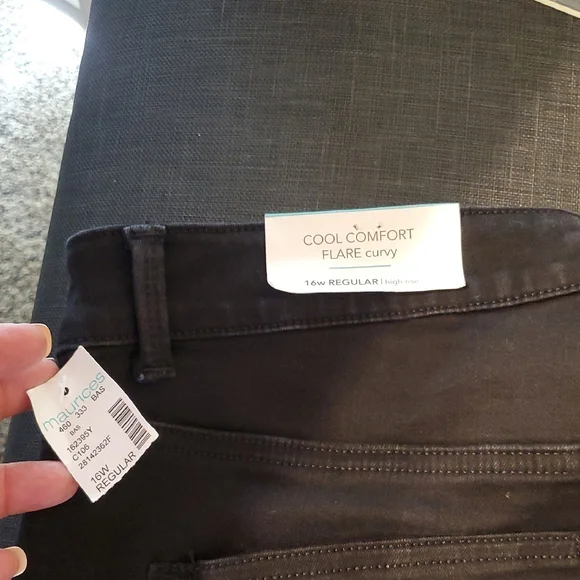 COOL COMFORT
FLARE curvy
16w REGULAR | high rise
maurices
460 333 BAS
BAS
162395Y
C106
28142362F
16W
REGULAR